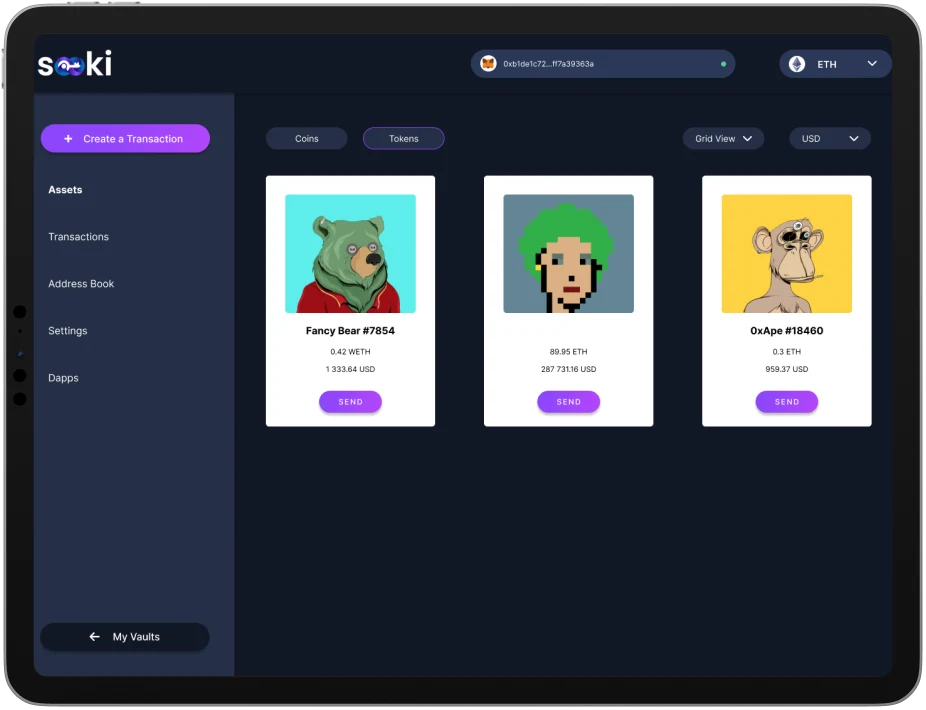 sooki
0xb1de1c72...ff7a39363a
ETH
+ Create a Transaction
Assets
Transactions
Address Book
Settings
Dapps
← My Vaults
Coins
Tokens
Grid View
USD
Fancy Bear #7854
0.42 WETH
1 333.64 USD
SEND
89.95 ETH
287 731.16 USD
SEND
0xApe #18460
0.3 ETH
959.37 USD
SEND